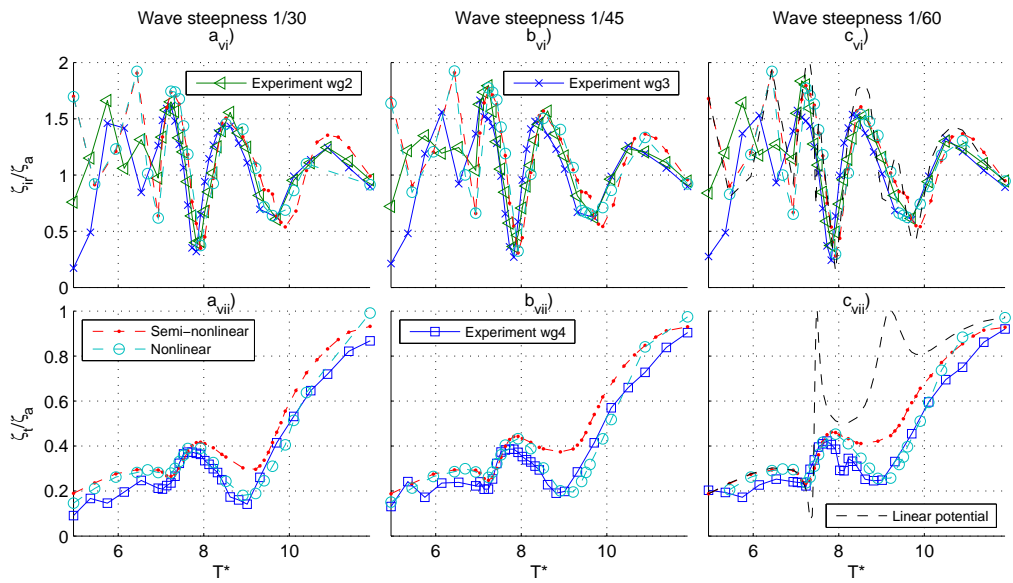 Wave steepness 1/30
Wave steepness 1/45
Wave steepness 1/60
a_vi)
b_vi)
c_vi)
ζ_ir/ζ_a
2
1.5
1
0.5
0
Experiment wg2
Experiment wg3
a_vii)
b_vii)
c_vii)
ζ_t/ζ_a
1
0.8
0.6
0.4
0.2
0
Semi-nonlinear
Nonlinear
Experiment wg4
Linear potential
6 8 10
6 8 10
6 8 10
T*
T*
T*